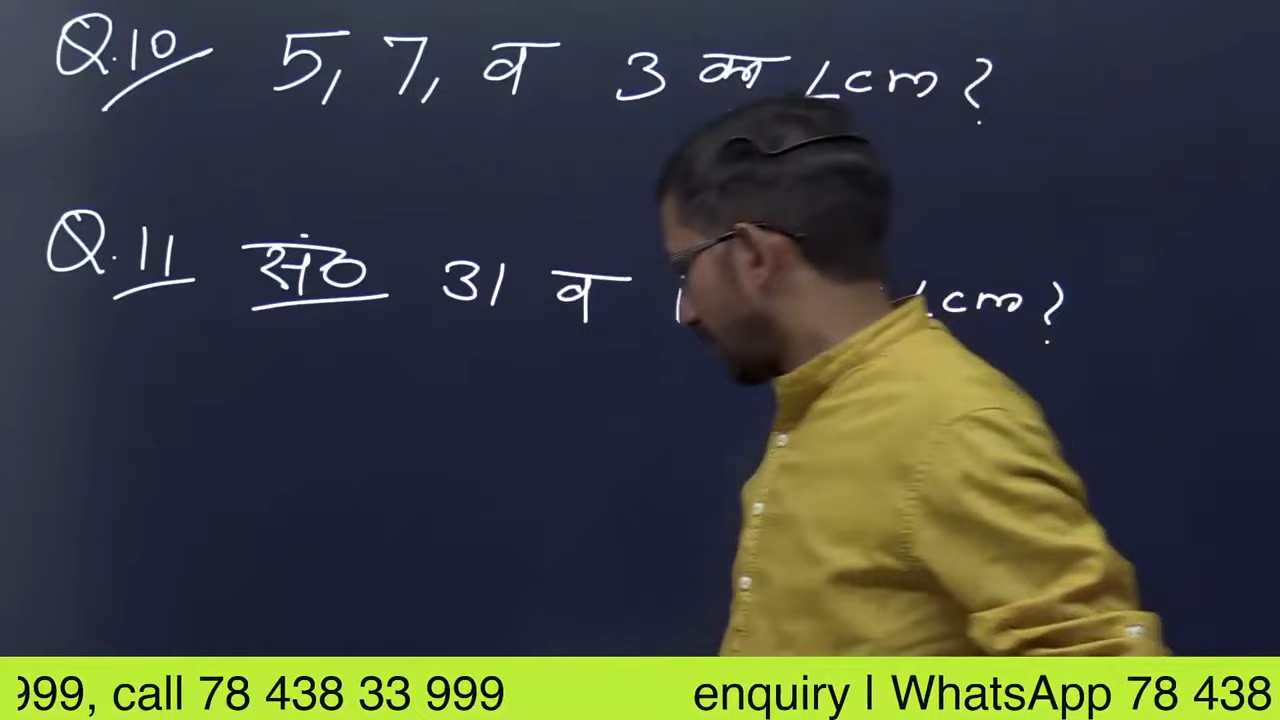 Q.10 5, 7, व 3 का Lcm?
Q.11 सं० 31 व Lcm?
999, call 78 438 33 999 enquiry | WhatsApp 78 438